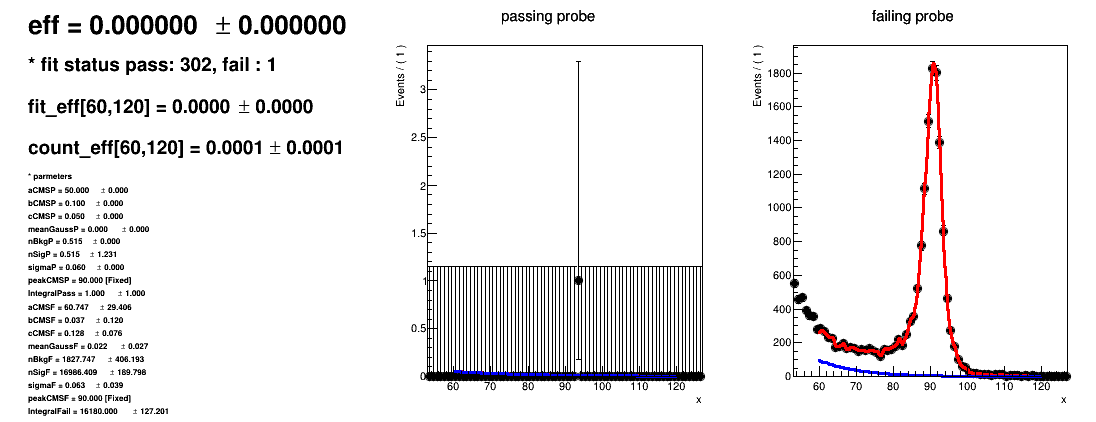 eff = 0.000000 ± 0.000000
* fit status pass: 302, fail : 1
fit_eff[60,120] = 0.0000 ± 0.0000
count_eff[60,120] = 0.0001 ± 0.0001
* parmeters
aCMSP = 50.000 ± 0.000
bCMSP = 0.100 ± 0.000
cCMSP = 0.050 ± 0.000
meanGaussP = 0.000 ± 0.000
nBkgP = 0.515 ± 0.000
nSigP = 0.515 ± 1.231
sigmaP = 0.060 ± 0.000
peakCMSP = 90.000 [Fixed]
IntegralPass = 1.000 ± 1.000
aCMSF = 60.747 ± 29.406
bCMSF = 0.037 ± 0.120
cCMSF = 0.128 ± 0.076
meanGaussF = 0.022 ± 0.027
nBkgF = 1827.747 ± 406.193
nSigF = 16986.409 ± 189.798
sigmaF = 0.063 ± 0.039
peakCMSF = 90.000 [Fixed]
IntegralFail = 16180.000 ± 127.201
passing probe
Events / ( 1 )
3
2.5
2
1.5
1
0.5
0
60 70 80 90 100 110 120
x
failing probe
Events / ( 1 )
1800
1600
1400
1200
1000
800
600
400
200
0
60 70 80 90 100 110 120
x